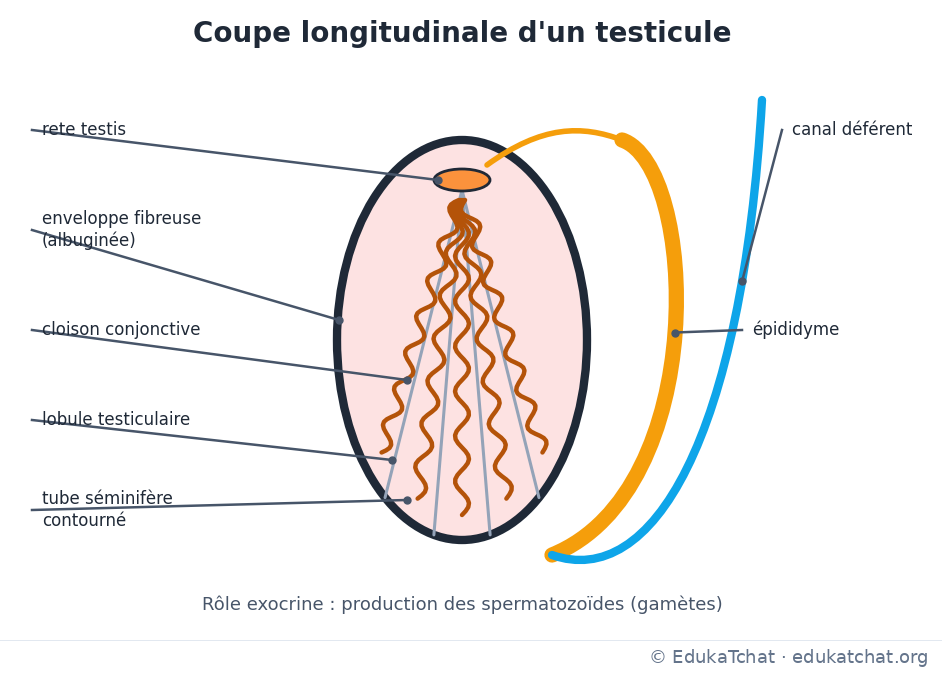 Coupe longitudinale d'un testicule
rete testis
canal déférent
enveloppe fibreuse
(albuginée)
cloison conjonctive
épididyme
lobule testiculaire
tube séminifère
contourné
Rôle exocrine : production des spermatozoïdes (gamètes)
© EdukaTchat · edukatchat.org